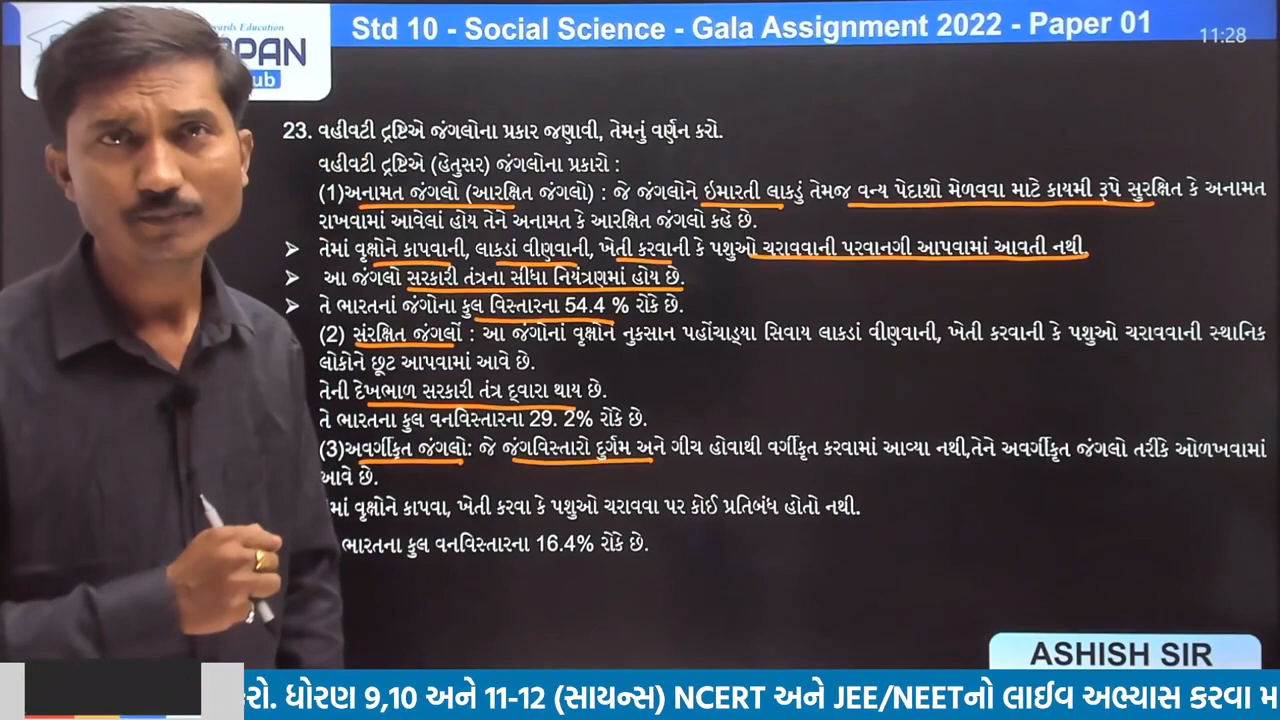 Std 10 - Social Science - Gala Assignment 2022 - Paper 01
11:28
Education
PAN
ub
23. વહીવટી દ્રષ્ટિએ જંગલોના પ્રકાર જણાવી, તેમનું વર્ણન કરો.
વહીવટી દ્રષ્ટિએ (હેતુસર) જંગલોના પ્રકારો :
(1)અનામત જંગલો (આરક્ષિત જંગલો) : જે જંગલોને ઇમારતી લાકડું તેમજ વન્ય પેદાશો મેળવવા માટે કાયમી રૂપે સુરક્ષિત કે અનામત
રાખવામાં આવેલાં હોય તેને અનામત કે આરક્ષિત જંગલો કહે છે.
➢ તેમાં વૃક્ષોને કાપવાની, લાકડાં વીણવાની, ખેતી કરવાની કે પશુઓ ચરાવવાની પરવાનગી આપવામાં આવતી નથી.
➢ આ જંગલો સરકારી તંત્રના સીધા નિયંત્રણમાં હોય છે.
➢ તે ભારતનાં જંગોના કુલ વિસ્તારના 54.4 % રોકે છે.
(2) સંરક્ષિત જંગલોં : આ જંગોનાં વૃક્ષોને નુકસાન પહોંચાડ્યા સિવાય લાકડાં વીણવાની, ખેતી કરવાની કે પશુઓ ચરાવવાની સ્થાનિક
લોકોને છૂટ આપવામાં આવે છે.
તેની દેખભાળ સરકારી તંત્ર દ્વારા થાય છે.
તે ભારતના કુલ વનવિસ્તારના 29. 2% રોકે છે.
(3)અવર્ગીકૃત જંગલો: જે જંગવિસ્તારો દુર્ગમ અને ગીચ હોવાથી વર્ગીકૃત કરવામાં આવ્યા નથી,તેને અવર્ગીકૃત જંગલો તરીકે ઓળખવામાં
આવે છે.
માં વૃક્ષોને કાપવા, ખેતી કરવા કે પશુઓ ચરાવવા પર કોઈ પ્રતિબંધ હોતો નથી.
ભારતના કુલ વનવિસ્તારના 16.4% રોકે છે.
ASHISH SIR
કરો. ધોરણ 9,10 અને 11-12 (સાયન્સ) NCERT અને JEE/NEETનો લાઈવ અભ્યાસ કરવા મ